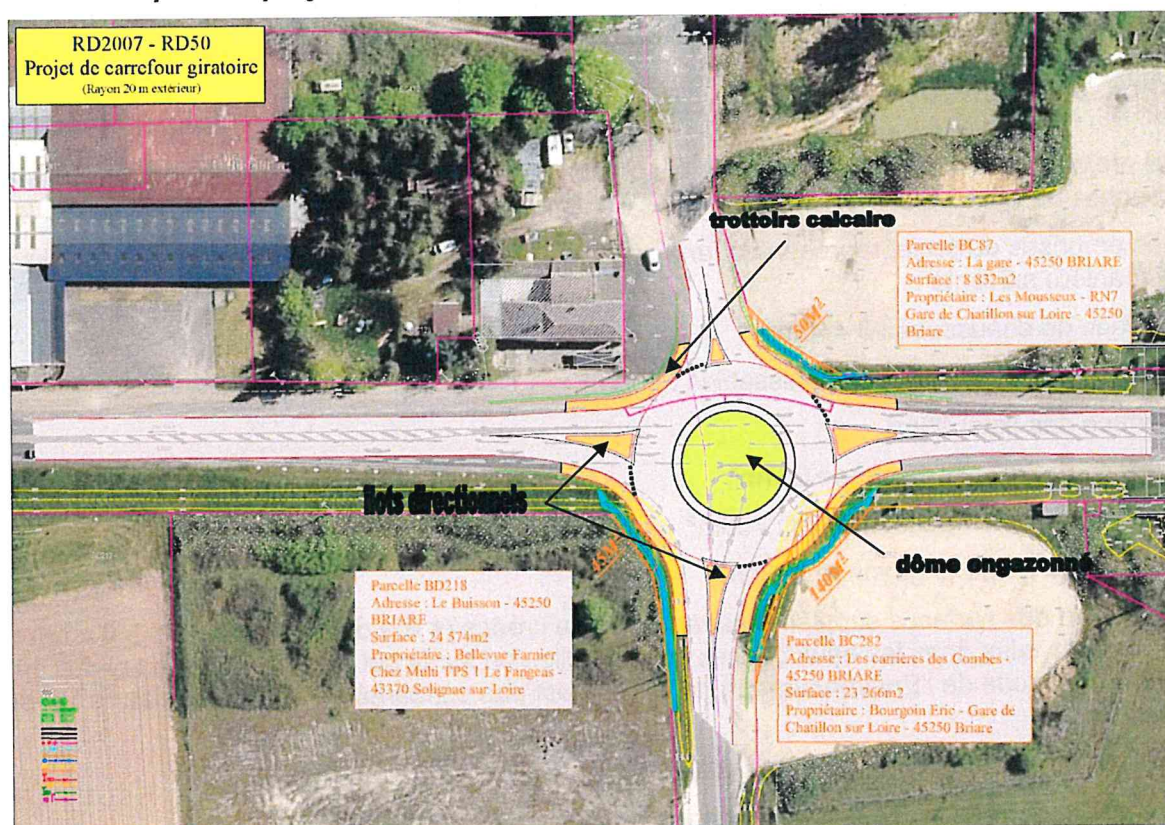 RD2007 - RD50
Projet de carrefour giratoire
(Rayon 20 m extérieur)
trottoirs calcaire
Parcelle BC87
Adresse : La gare - 45250 BRIARE
Surface : 8 832m2
Propriétaire : Les Mousseux - RN7
Gare de Chatillon sur Loire - 45250
Briare
50M²
îlots directionnels
45M²
140M²
dôme engazonné
Parcelle BD218
Adresse : Le Buisson - 45250
BRIARE
Surface : 24 574m2
Propriétaire : Bellevue Farnier
Chez Multi TPS 1 Le Fangeas -
43370 Solignac sur Loire
Parcelle BC282
Adresse : Les carrières des Combes -
45250 BRIARE
Surface : 23 266m2
Propriétaire : Bourgoin Eric - Gare de
Chatillon sur Loire - 45250 Briare